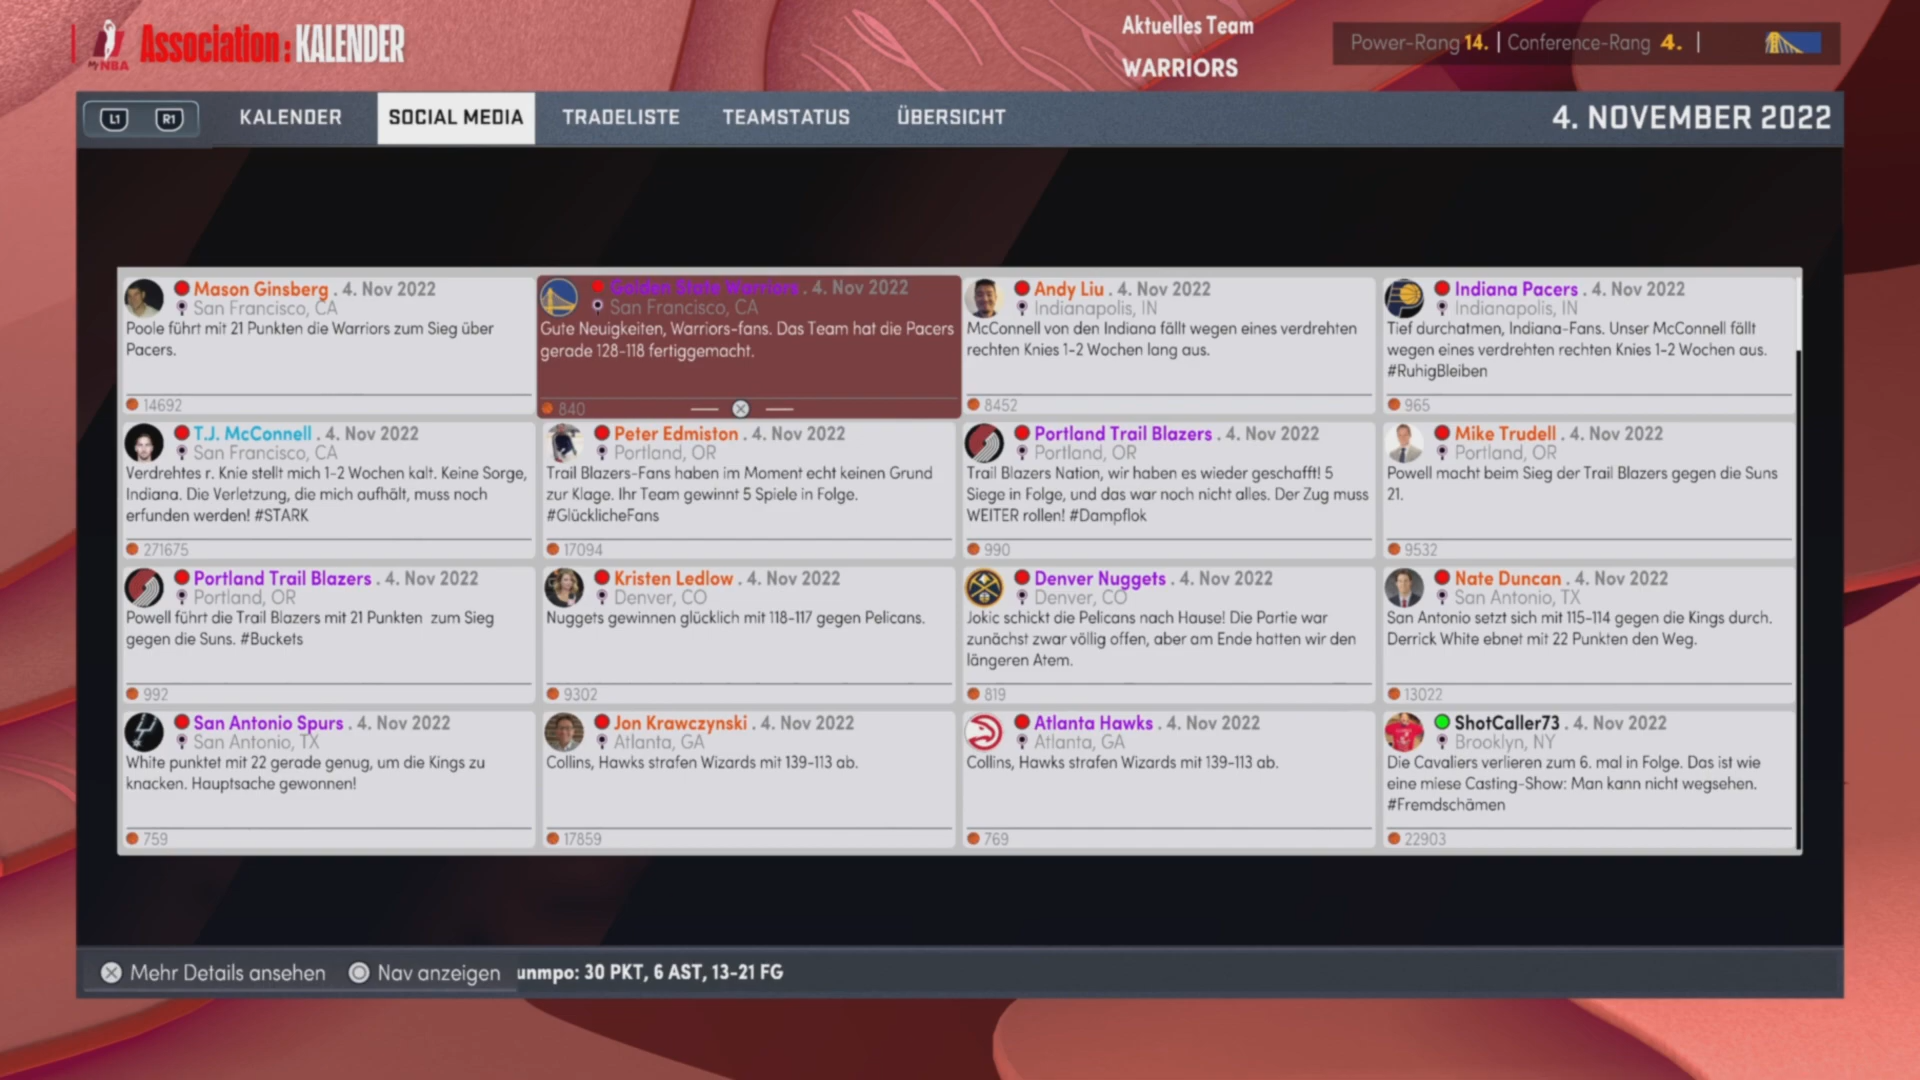 MyNBA
Association: KALENDER
Aktuelles Team
WARRIORS
Power-Rang 14. | Conference-Rang 4. |
L1 R1 KALENDER SOCIAL MEDIA TRADELISTE TEAMSTATUS ÜBERSICHT 4. NOVEMBER 2022
Mason Ginsberg . 4. Nov 2022
San Francisco, CA
Poole führt mit 21 Punkten die Warriors zum Sieg über
Pacers.
14692
Golden State Warriors . 4. Nov 2022
San Francisco, CA
Gute Neuigkeiten, Warriors-fans. Das Team hat die Pacers
gerade 128-118 fertiggemacht.
840
Andy Liu . 4. Nov 2022
Indianapolis, IN
McConnell von den Indiana fällt wegen eines verdrehten
rechten Knies 1-2 Wochen lang aus.
8452
Indiana Pacers . 4. Nov 2022
Indianapolis, IN
Tief durchatmen, Indiana-Fans. Unser McConnell fällt
wegen eines verdrehten rechten Knies 1-2 Wochen aus.
#RuhigBleiben
965
T.J. McConnell . 4. Nov 2022
San Francisco, CA
Verdrehtes r. Knie stellt mich 1-2 Wochen kalt. Keine Sorge,
Indiana. Die Verletzung, die mich aufhält, muss noch
erfunden werden! #STARK
271675
Peter Edmiston . 4. Nov 2022
Portland, OR
Trail Blazers-Fans haben im Moment echt keinen Grund
zur Klage. Ihr Team gewinnt 5 Spiele in Folge.
#GlücklicheFans
17094
Portland Trail Blazers . 4. Nov 2022
Portland, OR
Trail Blazers Nation, wir haben es wieder geschafft! 5
Siege in Folge, und das war noch nicht alles. Der Zug muss
WEITER rollen! #Dampflok
990
Mike Trudell . 4. Nov 2022
Portland, OR
Powell macht beim Sieg der Trail Blazers gegen die Suns
21.
9532
Portland Trail Blazers . 4. Nov 2022
Portland, OR
Powell führt die Trail Blazers mit 21 Punkten zum Sieg
gegen die Suns. #Buckets
992
Kristen Ledlow . 4. Nov 2022
Denver, CO
Nuggets gewinnen glücklich mit 118-117 gegen Pelicans.
9302
Denver Nuggets . 4. Nov 2022
Denver, CO
Jokic schickt die Pelicans nach Hause! Die Partie war
zunächst zwar völlig offen, aber am Ende hatten wir den
längeren Atem.
819
Nate Duncan . 4. Nov 2022
San Antonio, TX
San Antonio setzt sich mit 115-114 gegen die Kings durch.
Derrick White ebnet mit 22 Punkten den Weg.
13022
San Antonio Spurs . 4. Nov 2022
San Antonio, TX
White punktet mit 22 gerade genug, um die Kings zu
knacken. Hauptsache gewonnen!
759
Jon Krawczynski . 4. Nov 2022
Atlanta, GA
Collins, Hawks strafen Wizards mit 139-113 ab.
17859
Atlanta Hawks . 4. Nov 2022
Atlanta, GA
Collins, Hawks strafen Wizards mit 139-113 ab.
769
ShotCaller73 . 4. Nov 2022
Brooklyn, NY
Die Cavaliers verlieren zum 6. mal in Folge. Das ist wie
eine miese Casting-Show: Man kann nicht wegsehen.
#Fremdschämen
22903
Mehr Details ansehen Nav anzeigen unmpo: 30 PKT, 6 AST, 13-21 FG